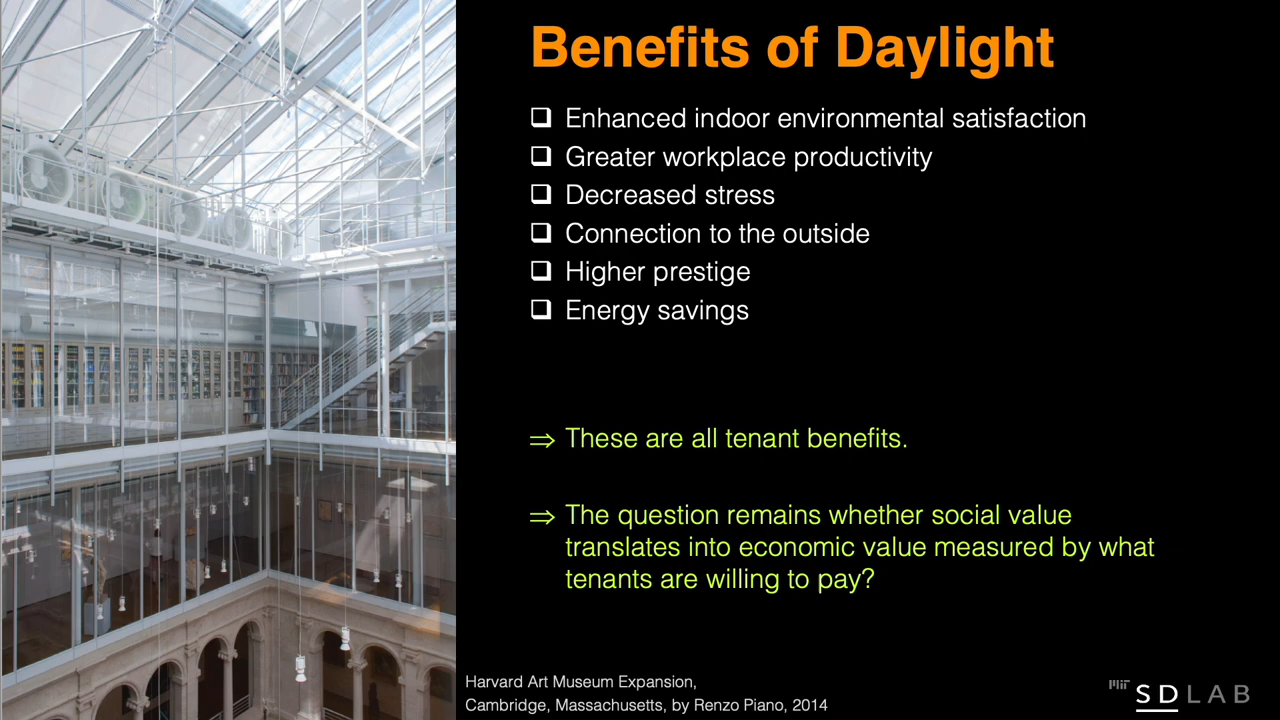 Benefits of Daylight
❑ Enhanced indoor environmental satisfaction
❑ Greater workplace productivity
❑ Decreased stress
❑ Connection to the outside
❑ Higher prestige
❑ Energy savings
⇒ These are all tenant benefits.
⇒ The question remains whether social value
translates into economic value measured by what
tenants are willing to pay?
Harvard Art Museum Expansion,
Cambridge, Massachusetts, by Renzo Piano, 2014
MIT SDLAB